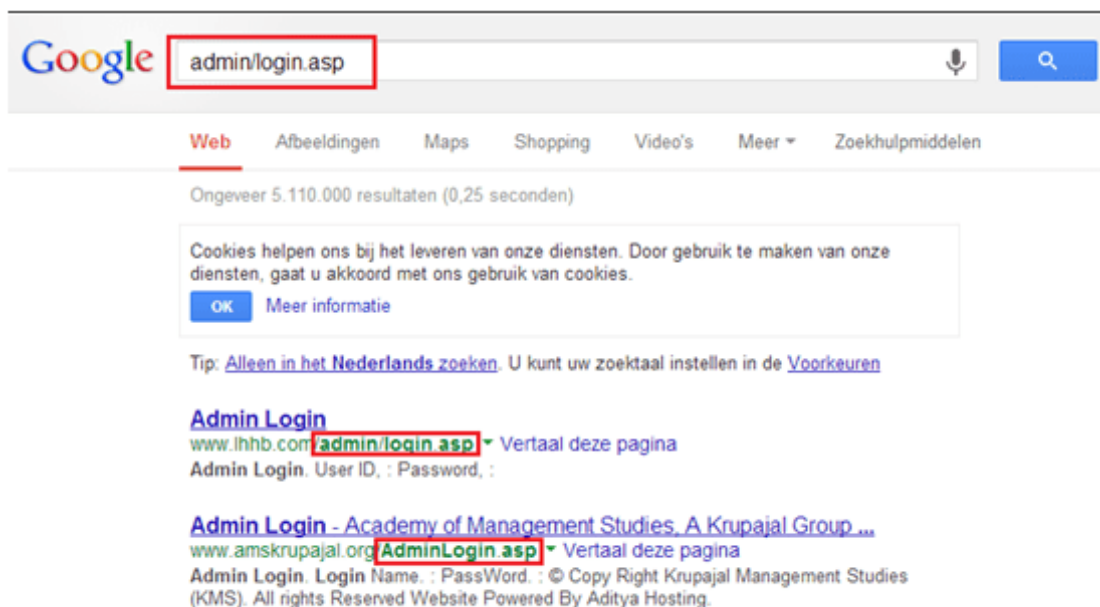 Google admin/login.asp
Web Afbeeldingen Maps Shopping Video's Meer Zoekhulpmiddelen
Ongeveer 5.110.000 resultaten (0,25 seconden)
Cookies helpen ons bij het leveren van onze diensten. Door gebruik te maken van onze
diensten, gaat u akkoord met ons gebruik van cookies.
OK Meer informatie
Tip: Alleen in het Nederlands zoeken. U kunt uw zoektaal instellen in de Voorkeuren
Admin Login
www.lhhb.com/admin/login.asp Vertaal deze pagina
Admin Login. User ID, : Password, :
Admin Login - Academy of Management Studies, A Krupajal Group ...
www.amskrupajal.org/AdminLogin.asp Vertaal deze pagina
Admin Login. Login Name. : PassWord. : © Copy Right Krupajal Management Studies
(KMS). All rights Reserved Website Powered By Aditya Hosting.